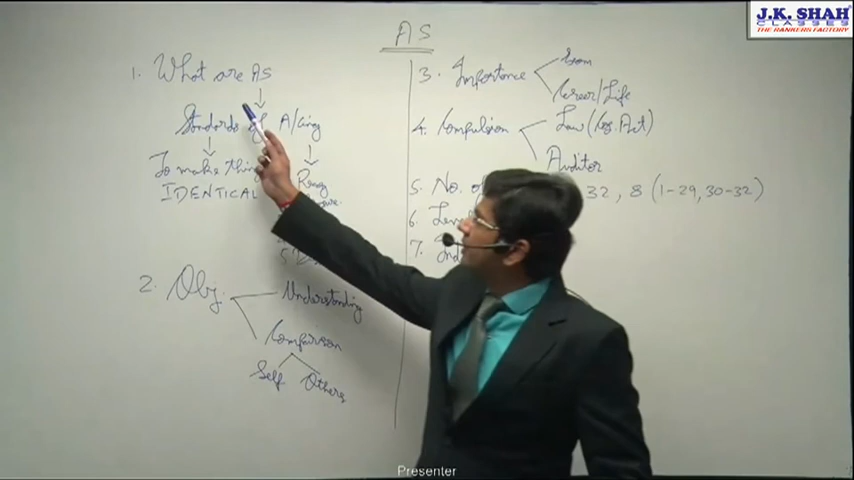 J.K. SHAH
CLASSES
THE RANKERS FACTORY
AS
1. What are AS
Standards of A/cing
To make things
IDENTICAL
2. Obj.
Understanding
Comparison
Self Others
3. Importance
Exam
Career/Life
4. Compulsion
Law (Cos. Act)
Auditor
5. No. of 32, 8 (1-29, 30-32)
6.
7.
Presenter